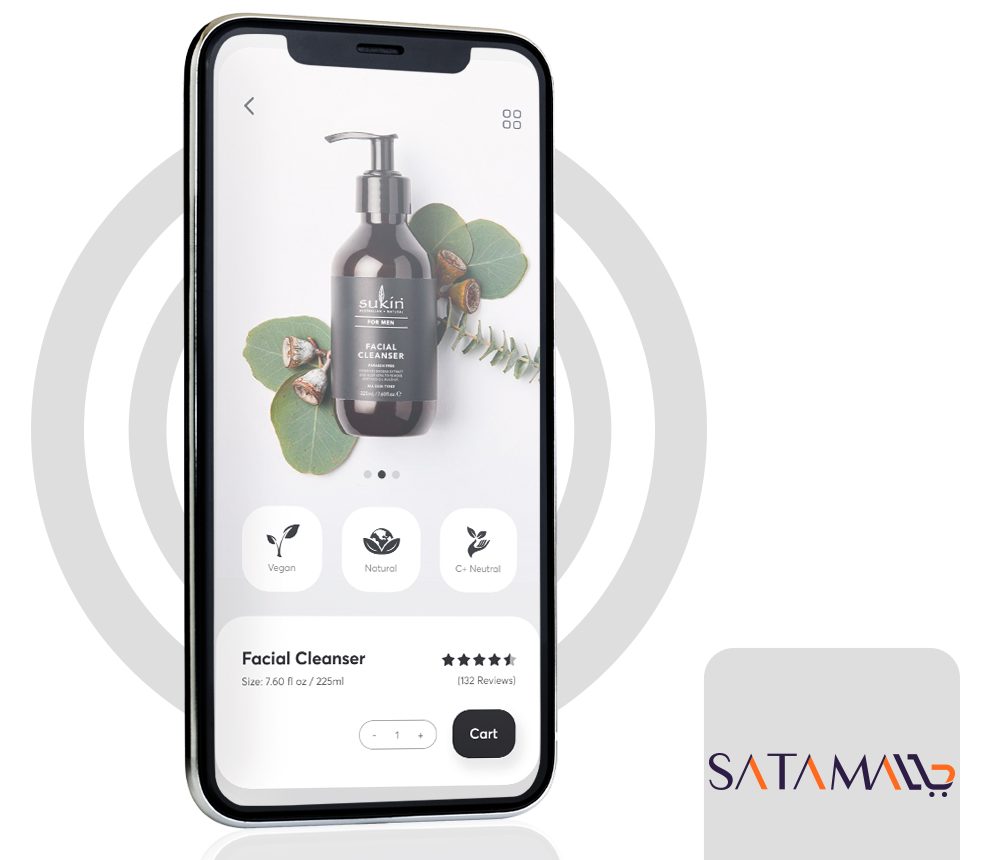 sukin
AUSTRALIAN • NATURAL
FOR MEN
FACIAL
CLEANSER
PARABEN FREE
ALL SKIN TYPES
225mL / 7.60fl.oz. ℮
Vegan
Natural
C+ Neutral
Facial Cleanser
(132 Reviews)
Size: 7.60 fl oz / 225ml
- 1 +
Cart
SATAMALL